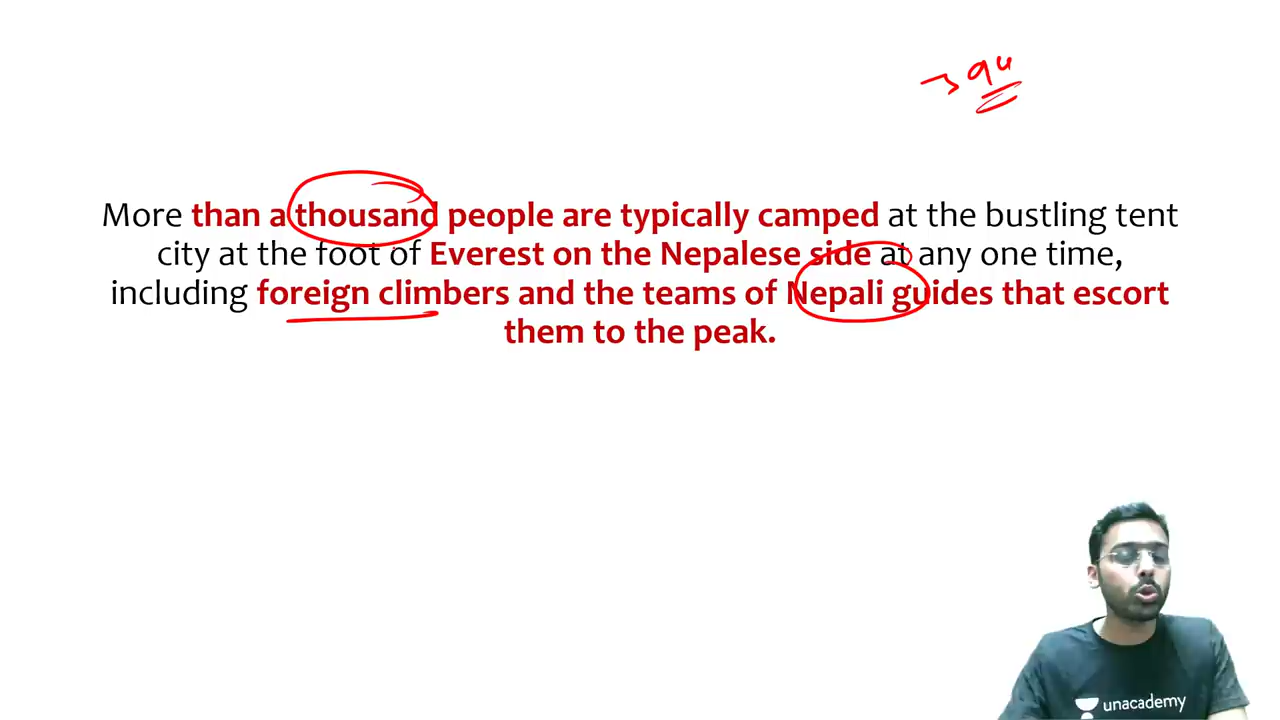 394
More than a thousand people are typically camped at the bustling tent
city at the foot of Everest on the Nepalese side at any one time,
including foreign climbers and the teams of Nepali guides that escort
them to the peak.
unacademy